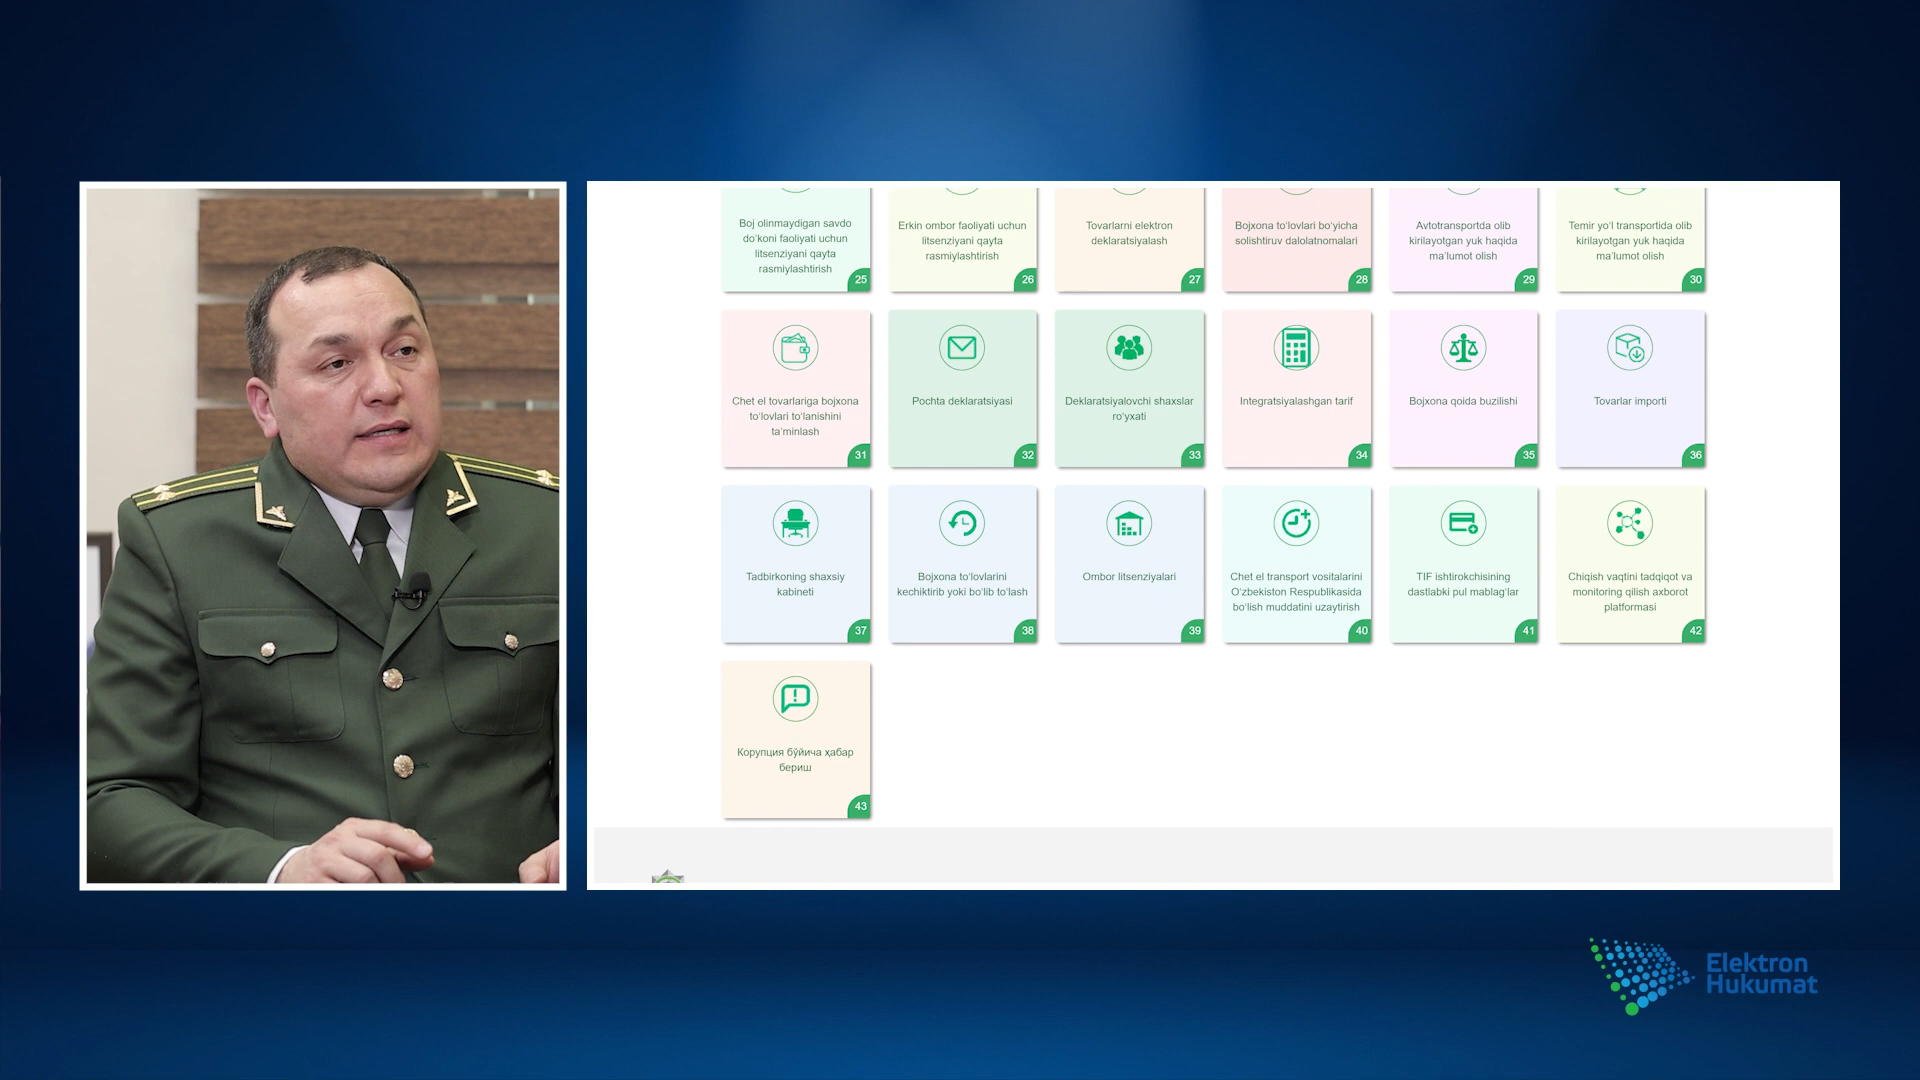 Boj olinmaydigan savdo
do‘koni faoliyati uchun
litsenziyani qayta
rasmiylashtirish
25
Erkin ombor faoliyati uchun
litsenziyani qayta
rasmiylashtirish
26
Tovarlarni elektron
deklaratsiyalash
27
Bojxona to‘lovlari bo‘yicha
solishtiruv dalolatnomalari
28
Avtotransportda olib
kirilayotgan yuk haqida
ma’lumot olish
29
Temir yo‘l transportida olib
kirilayotgan yuk haqida
ma’lumot olish
30
Chet el tovarlariga bojxona
to‘lovlari to‘lanishini
ta’minlash
31
Pochta deklaratsiyasi
32
Deklaratsiyalovchi shaxslar
ro‘yxati
33
Integratsiyalashgan tarif
34
Bojxona qoida buzilishi
35
Tovarlar importi
36
Tadbirkoning shaxsiy
kabineti
37
Bojxona to‘lovlarini
kechiktirib yoki bo‘lib to‘lash
38
Ombor litsenziyalari
39
Chet el transport vositalarini
O‘zbekiston Respublikasida
bo‘lish muddatini uzaytirish
40
TIF ishtirokchisining
dastlabki pul mablag‘lar
41
Chiqish vaqtini tadqiqot va
monitoring qilish axborot
platformasi
42
Корупция бўйича ҳабар
бериш
43
Elektron
Hukumat